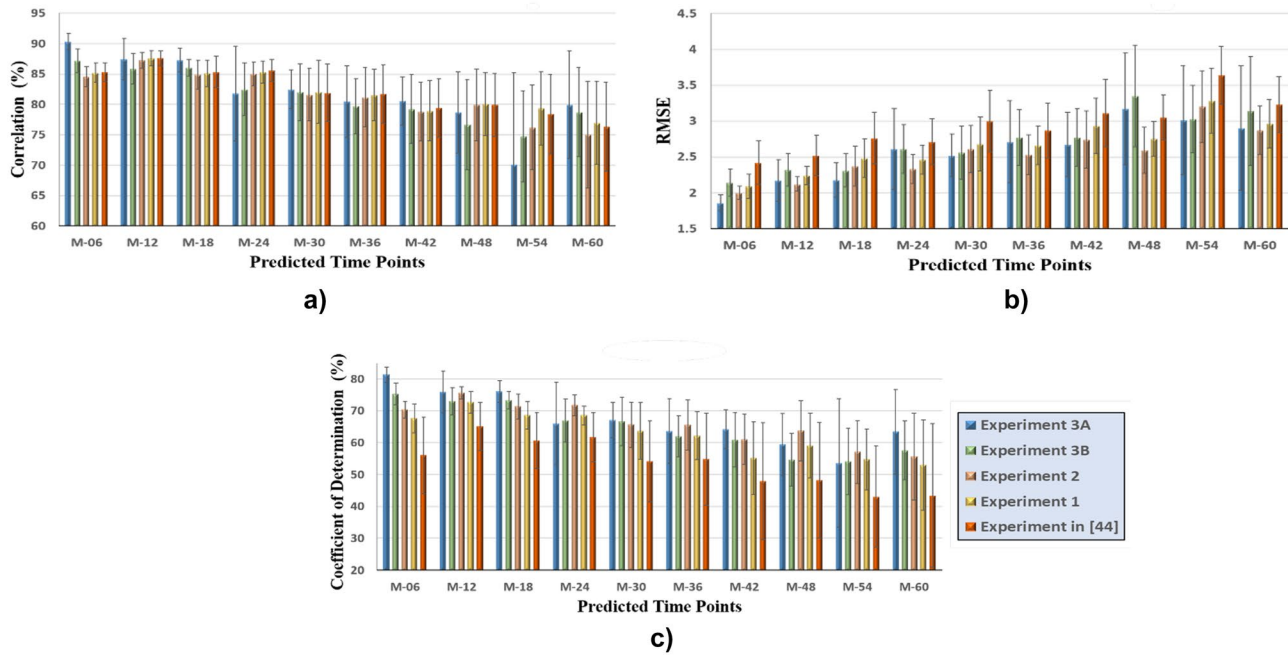 Correlation (%)
95
90
85
80
75
70
65
60
M-06 M-12 M-18 M-24 M-30 M-36 M-42 M-48 M-54 M-60
Predicted Time Points
a)
RMSE
4.5
4
3.5
3
2.5
2
1.5
M-06 M-12 M-18 M-24 M-30 M-36 M-42 M-48 M-54 M-60
Predicted Time Points
b)
Coefficient of Determination (%)
80
70
60
50
40
30
20
M-06 M-12 M-18 M-24 M-30 M-36 M-42 M-48 M-54 M-60
Predicted Time Points
c)
Experiment 3A
Experiment 3B
Experiment 2
Experiment 1
Experiment in [44]